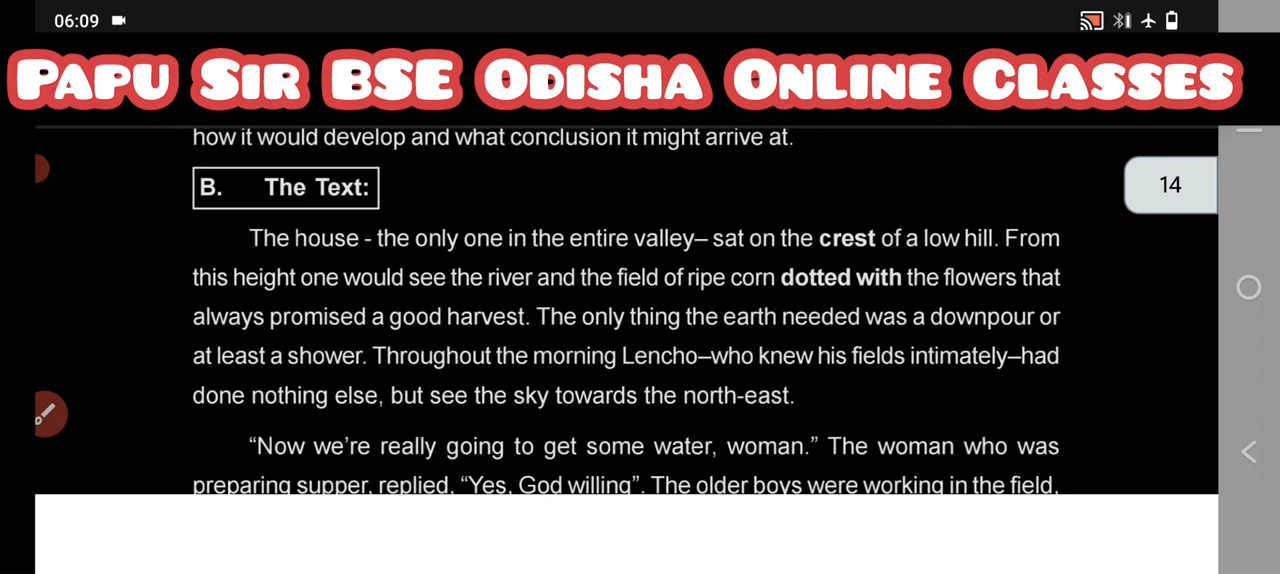 06:09
PAPU SIR BSE ODISHA ONLINE CLASSES
how it would develop and what conclusion it might arrive at.
B. The Text:
14
The house - the only one in the entire valley– sat on the crest of a low hill. From
this height one would see the river and the field of ripe corn dotted with the flowers that
always promised a good harvest. The only thing the earth needed was a downpour or
at least a shower. Throughout the morning Lencho–who knew his fields intimately–had
done nothing else, but see the sky towards the north-east.
“Now we’re really going to get some water, woman.” The woman who was
preparing supper, replied, “Yes, God willing”. The older boys were working in the field,